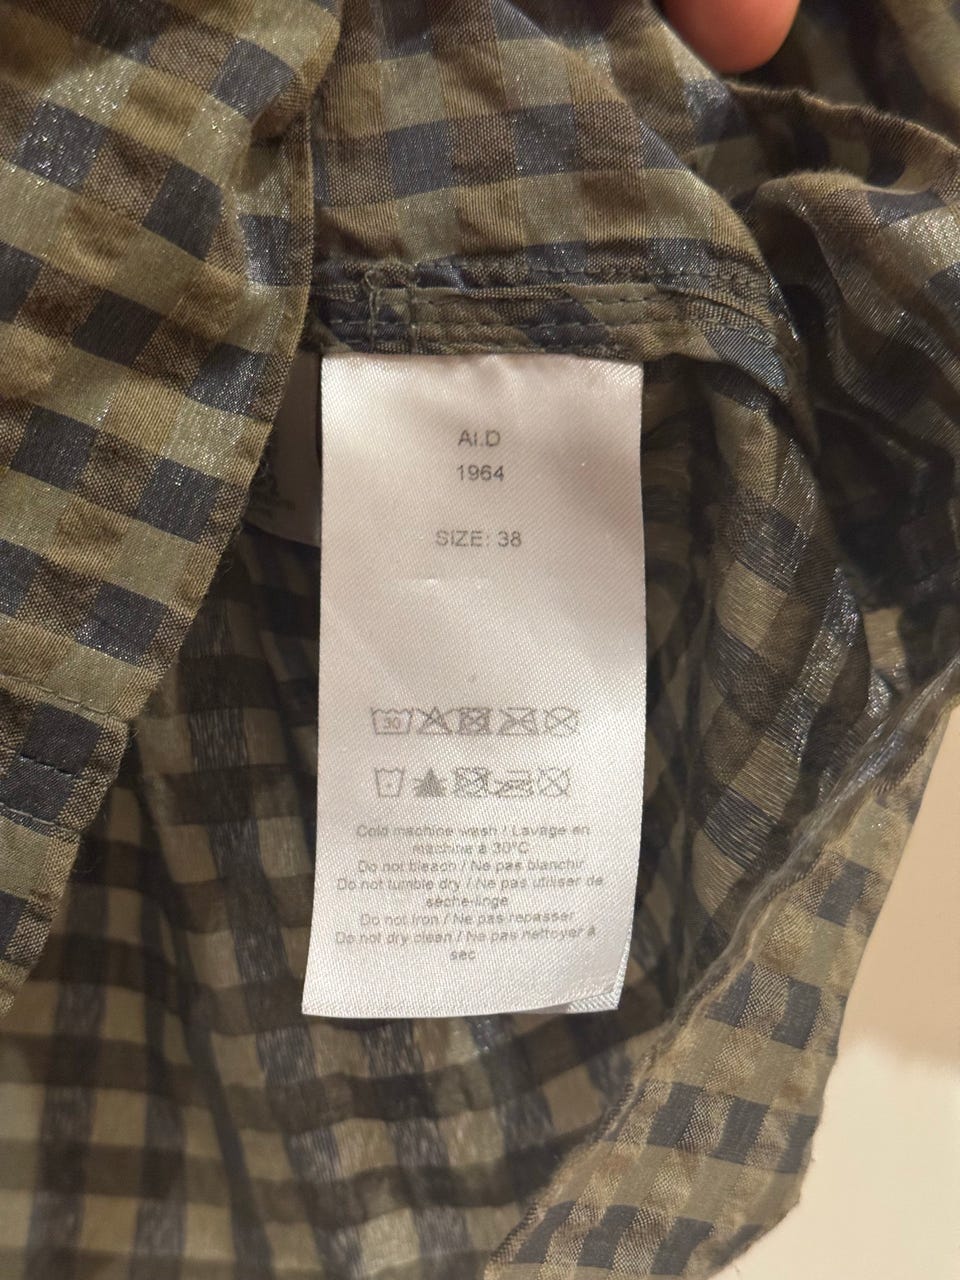 AI.D
1964
SIZE: 38
30
Cold machine wash / Lavage en
machine à 30°C
Do not bleach / Ne pas blanchir
Do not tumble dry / Ne pas utiliser de
sèche-linge
Do not iron / Ne pas repasser
Do not dry clean / Ne pas nettoyer à
sec